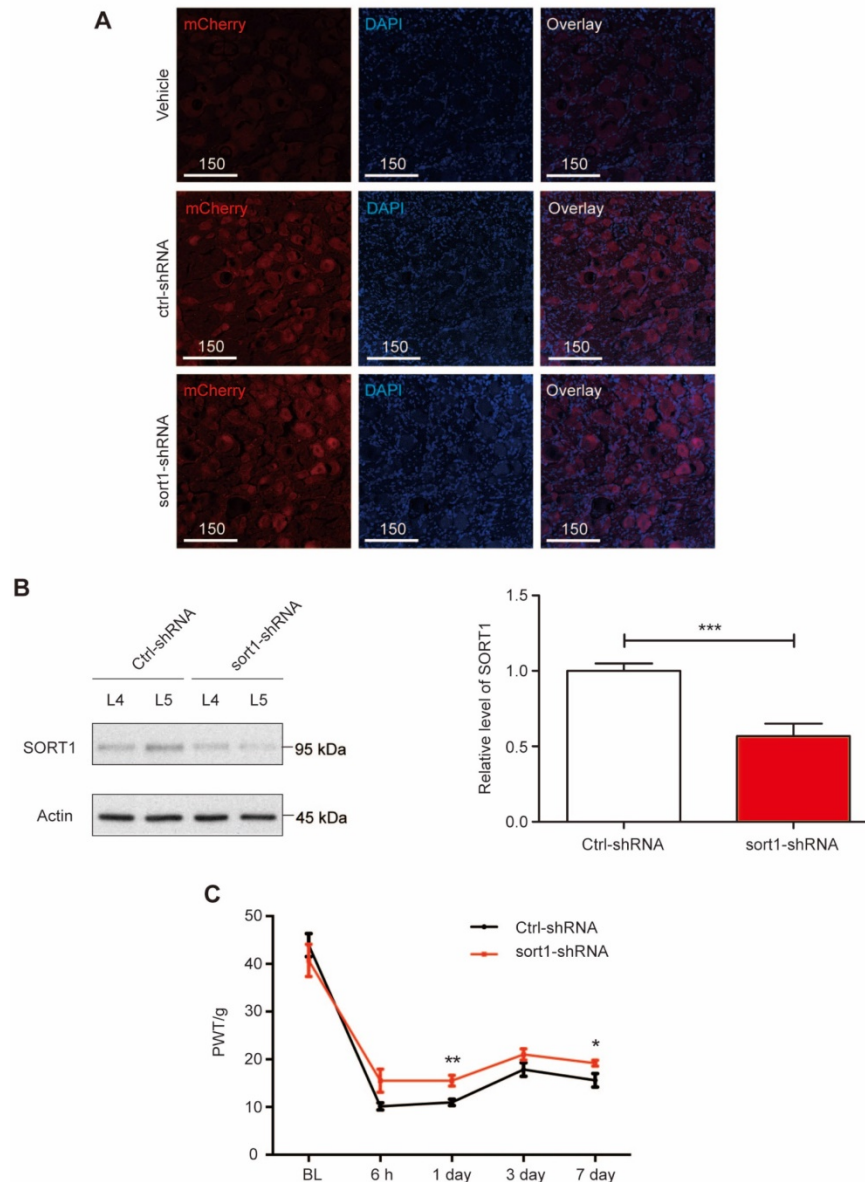 A
mCherry DAPI Overlay
Vehicle
150 150 150
mCherry DAPI Overlay
ctrl-shRNA
150 150 150
mCherry DAPI Overlay
sort1-shRNA
150 150 150
B
Ctrl-shRNA sort1-shRNA
L4 L5 L4 L5
SORT1 95 kDa
Actin 45 kDa
Relative level of SORT1
1.5
1.0
0.5
0.0
***
Ctrl-shRNA sort1-shRNA
C
PWT/g
50
40
30
20
10
0
Ctrl-shRNA
sort1-shRNA
** *
BL 6 h 1 day 3 day 7 day